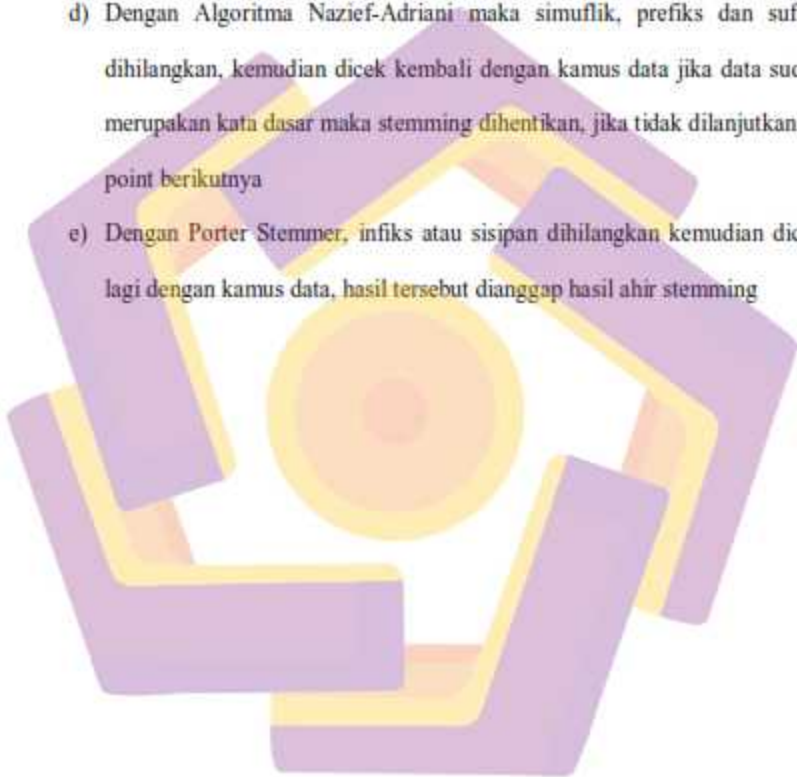 d) Dengan Algoritma Nazief-Adriani maka simuflik, prefiks dan suf
dihilangkan, kemudian dicek kembali dengan kamus data jika data suc
merupakan kata dasar maka stemming dihentikan, jika tidak dilanjutkan
point berikutnya
e) Dengan Porter Stemmer, infiks atau sisipan dihilangkan kemudian dic
lagi dengan kamus data, hasil tersebut dianggap hasil ahir stemming